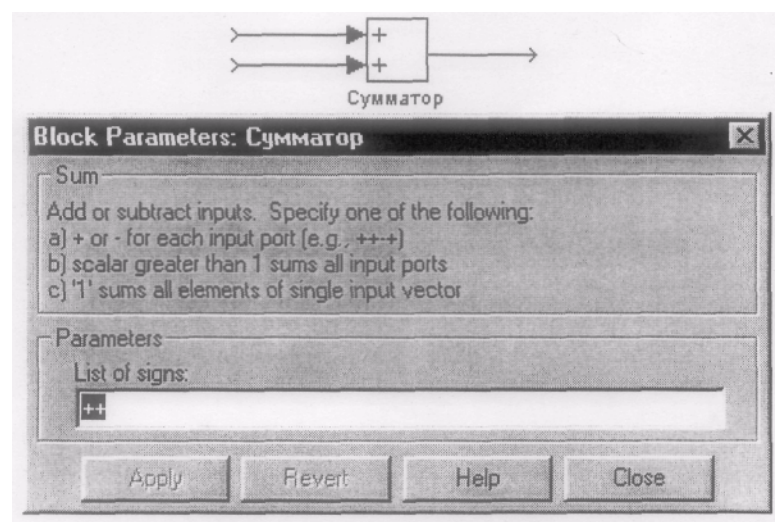 +
+
Сумматор
Block Parameters: Сумматор
Sum
Add or subtract inputs. Specify one of the following:
a) + or - for each input port (e.g., ++-+)
b) scalar greater than 1 sums all input ports
c) '1' sums all elements of single input vector
Parameters
List of signs:
++
Apply Revert Help Close